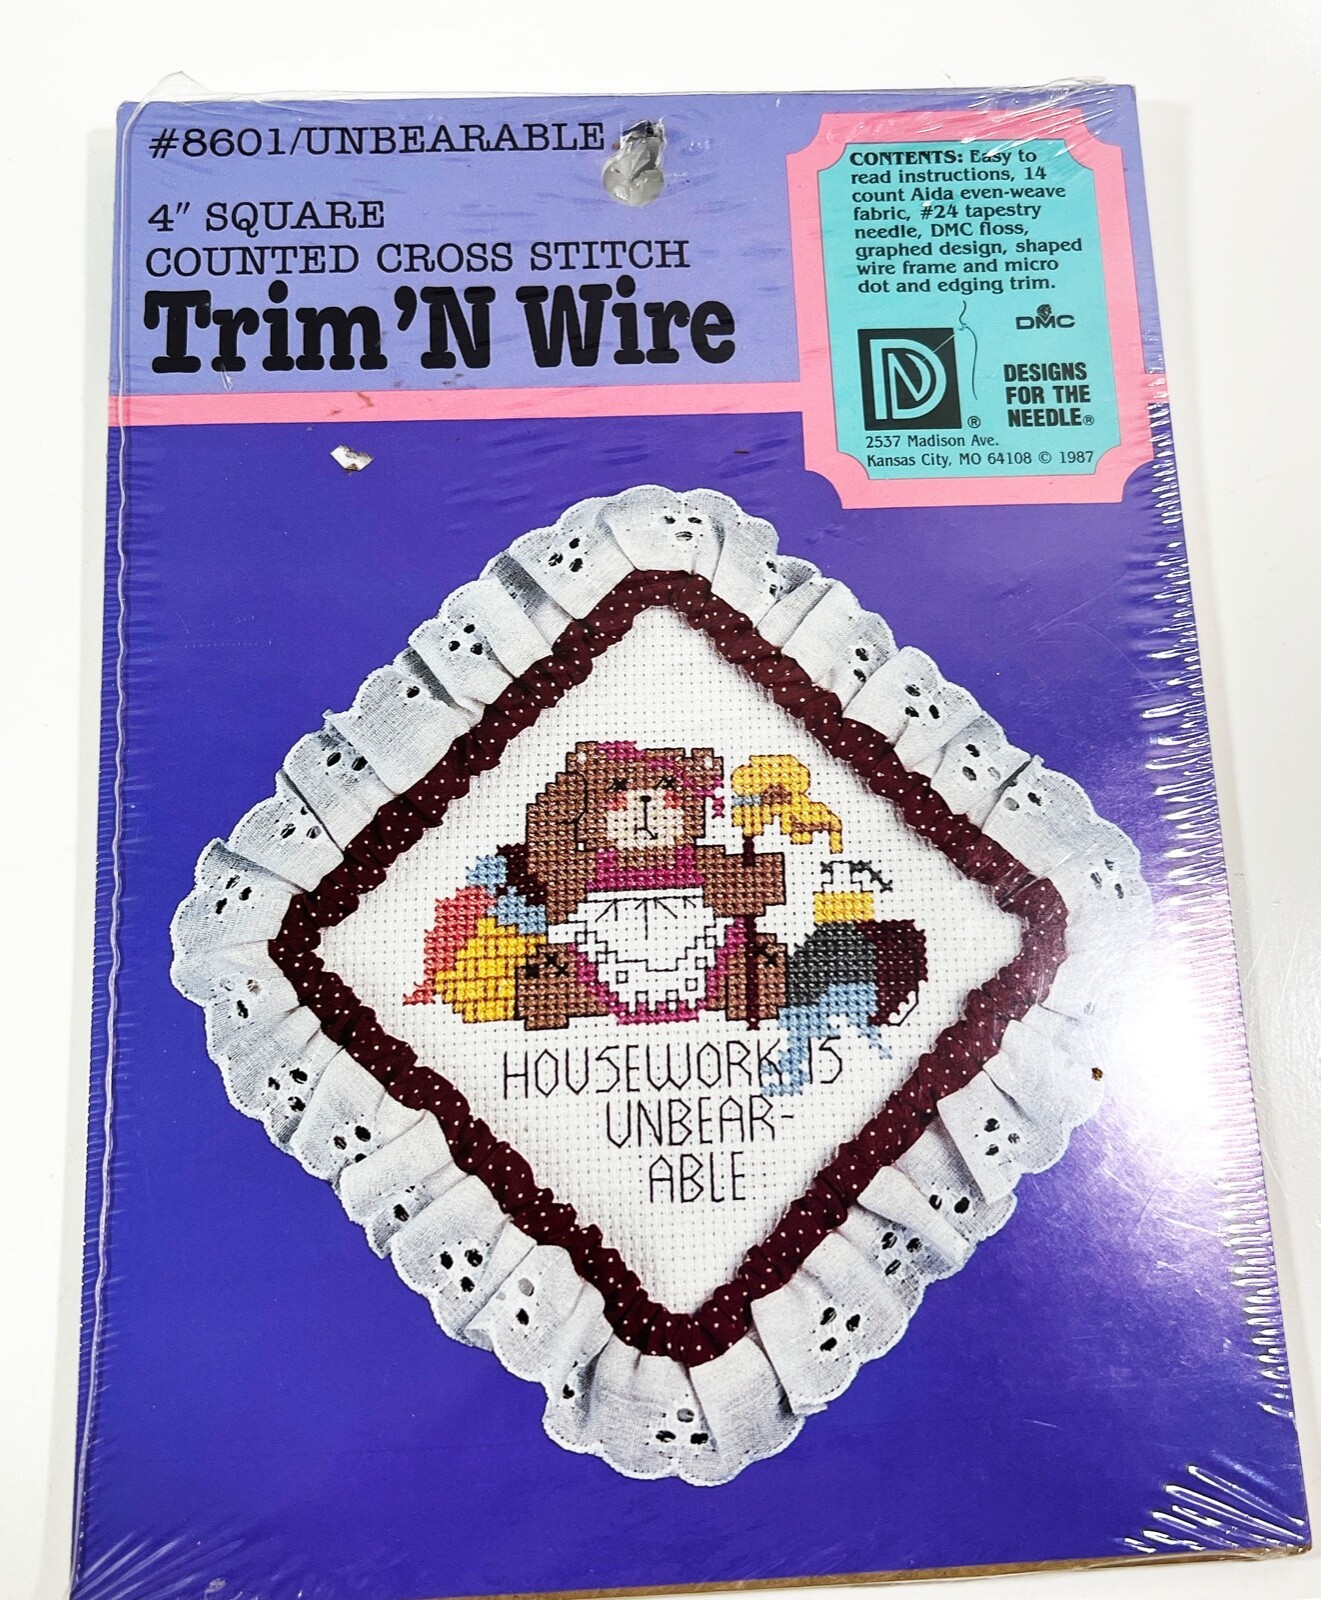 #8601/UNBEARABLE
4" SQUARE
COUNTED CROSS STITCH
Trim 'N Wire
CONTENTS: Easy to
read instructions, 14
count Aida even-weave
fabric, #24 tapestry
needle, DMC floss,
graphed design, shaped
wire frame and micro
dot and edging trim.
DMC
DN ®
DESIGNS
FOR THE
NEEDLE®
2537 Madison Ave.
Kansas City, MO 64108 © 1987
HOUSEWORK IS
UNBEAR-
ABLE